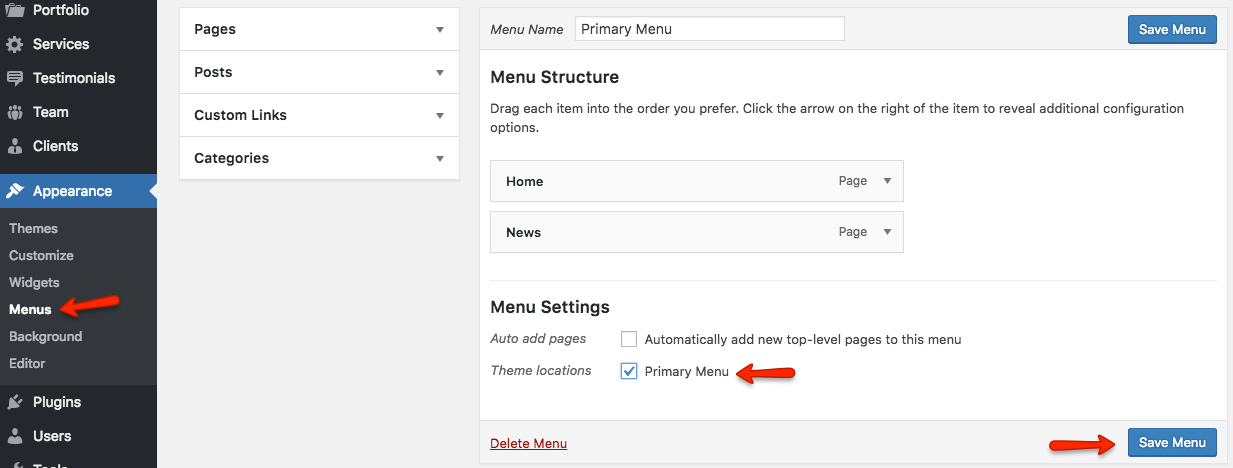 Portfolio
Services
Testimonials
Team
Clients
Appearance
Themes
Customize
Widgets
Menus
Background
Editor
Plugins
Users
Tools
Pages
Posts
Custom Links
Categories
Menu Name Primary Menu Save Menu
Menu Structure
Drag each item into the order you prefer. Click the arrow on the right of the item to reveal additional configuration
options.
Home Page
News Page
Menu Settings
Auto add pages Automatically add new top-level pages to this menu
Theme locations Primary Menu
Delete Menu Save Menu